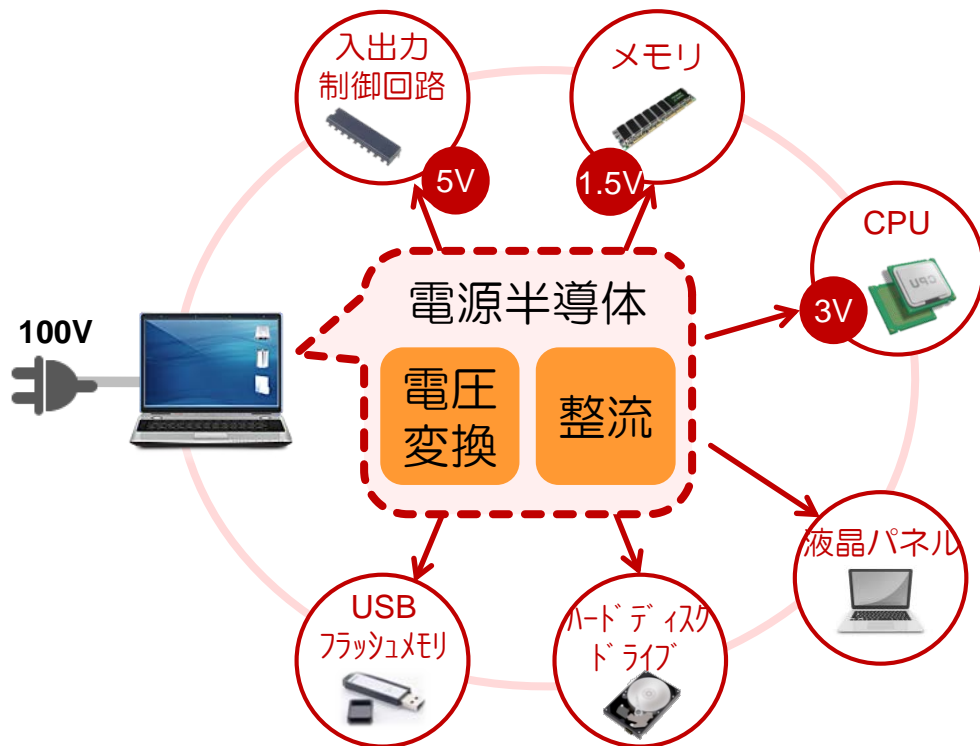 入出力
制御回路
5V
メモリ
1.5V
CPU
CPU
3V
電源半導体
電圧
変換
整流
100V
液晶パネル
USB
フラッシュメモリ
ハードディスク
ドライブ